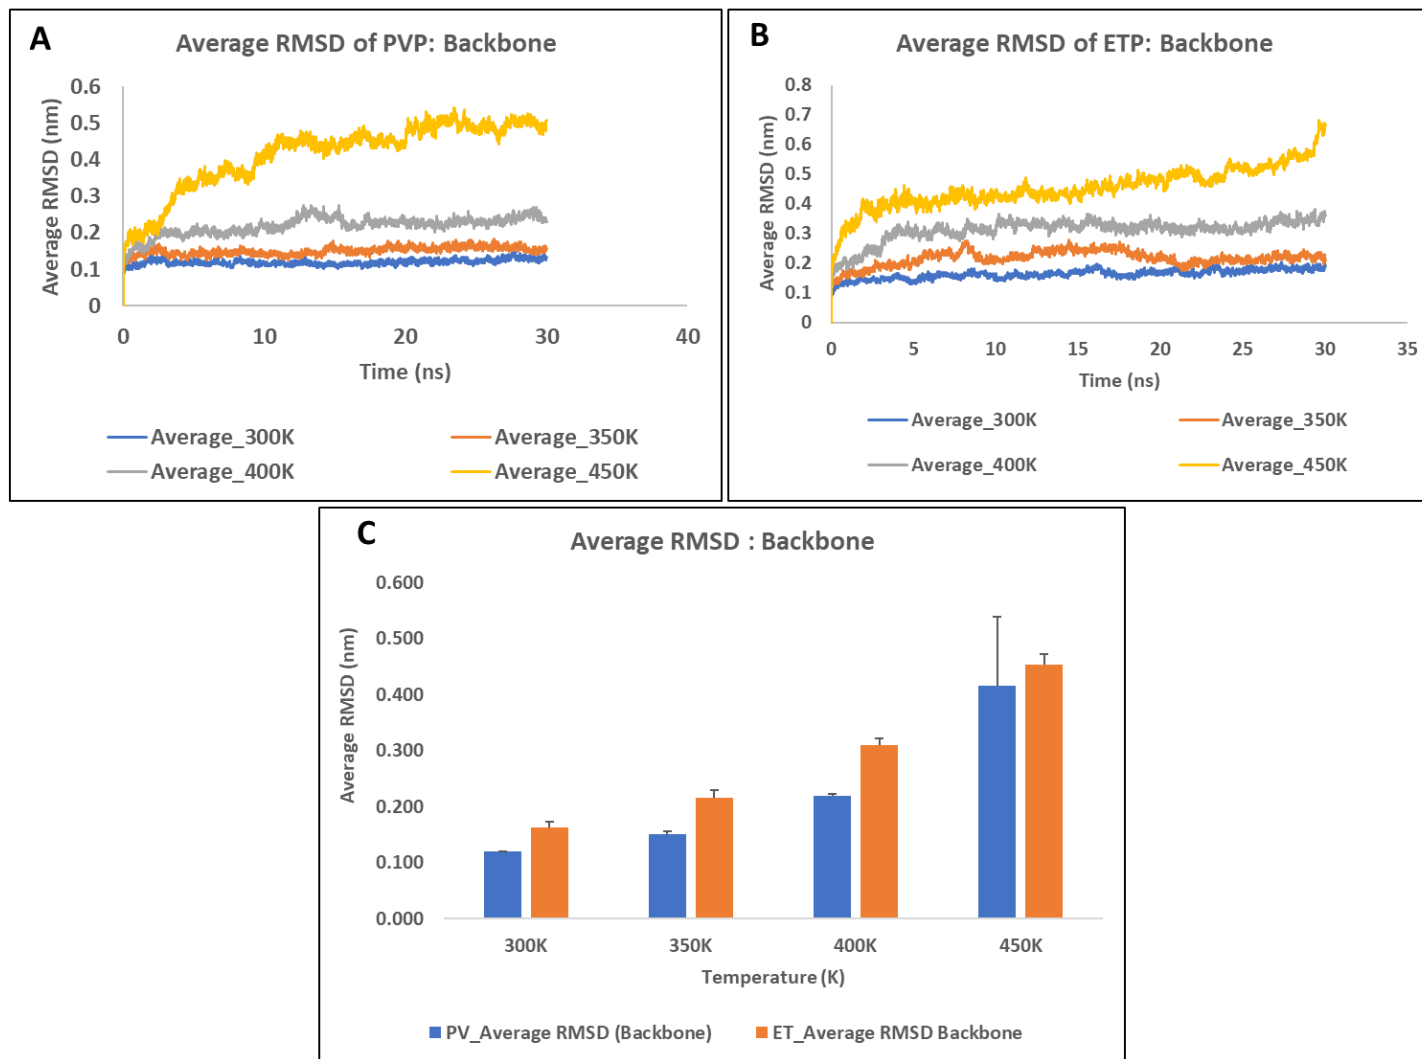 A
Average RMSD of PVP: Backbone
Average RMSD (nm)
0.6
0.5
0.4
0.3
0.2
0.1
0
0 10 20 30 40
Time (ns)
Average_300K Average_350K
Average_400K Average_450K
B
Average RMSD of ETP: Backbone
Average RMSD (nm)
0.8
0.7
0.6
0.5
0.4
0.3
0.2
0.1
0
0 5 10 15 20 25 30 35
Time (ns)
Average_300K Average_350K
Average_400K Average_450K
C
Average RMSD : Backbone
Average RMSD (nm)
0.600
0.500
0.400
0.300
0.200
0.100
0.000
300K 350K 400K 450K
Temperature (K)
PV_Average RMSD (Backbone) ET_Average RMSD Backbone